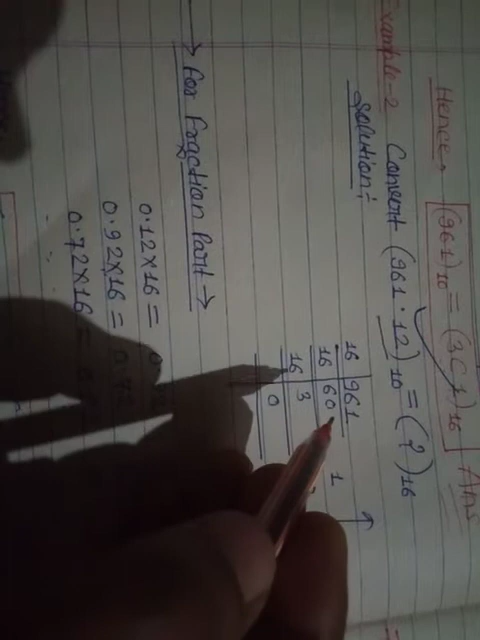 Hence, (961)10 = (3C1)16 Ans
Example-2 Convert (961.12)10 = (?)16
Solution:
16 961
16 60 1
16 3
0
→ For Fraction Part →
0.12×16 =
0.92×16 =
0.72×16 =